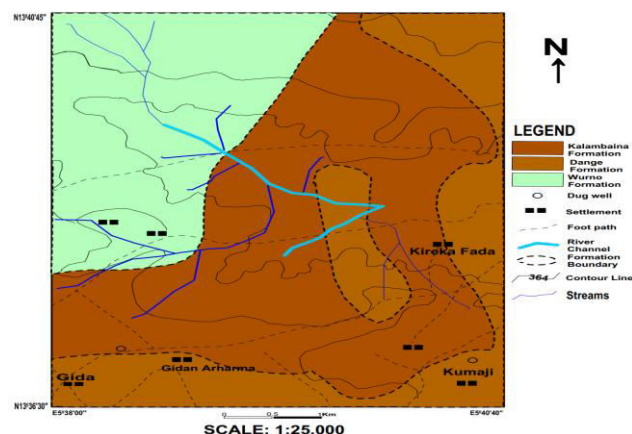 N13°40'45"
N
LEGEND
Kalambaina
Formation
Dange
Formation
Wurno
Formation
Dug well
Settlement
Foot path
River
Channel
Formation
Boundary
364 Contour Line
Streams
Kireka Fada
Gidan Arharma
Gida
Kumaji
N13°36'30"
E5°38'00"
E5°40'40"
0 0.5 1Km
SCALE: 1:25.000